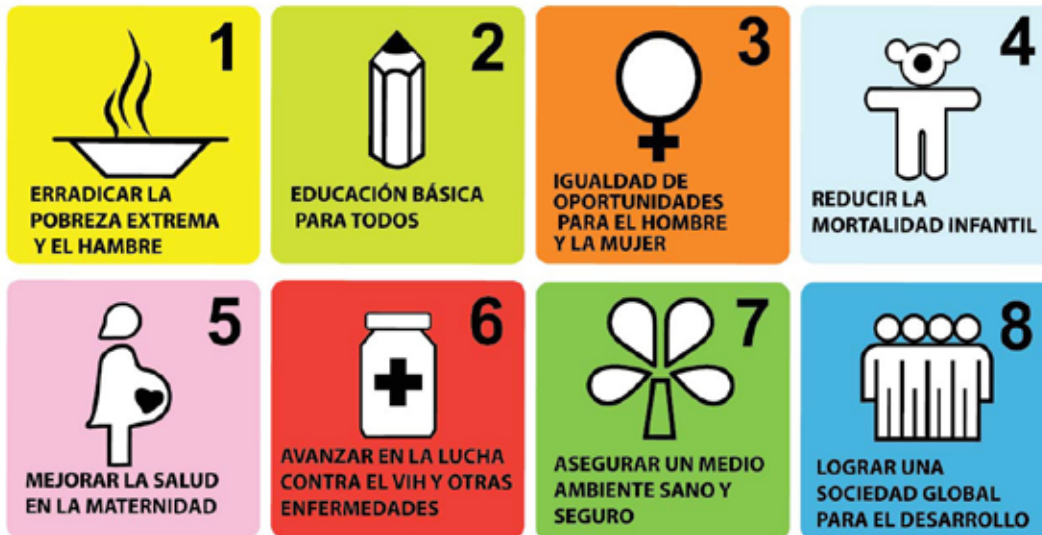 1
ERRADICAR LA
POBREZA EXTREMA
Y EL HAMBRE
2
EDUCACIÓN BÁSICA
PARA TODOS
3
IGUALDAD DE
OPORTUNIDADES
PARA EL HOMBRE
Y LA MUJER
4
REDUCIR LA
MORTALIDAD INFANTIL
5
MEJORAR LA SALUD
EN LA MATERNIDAD
6
AVANZAR EN LA LUCHA
CONTRA EL VIH Y OTRAS
ENFERMEDADES
7
ASEGURAR UN MEDIO
AMBIENTE SANO Y
SEGURO
8
LOGRAR UNA
SOCIEDAD GLOBAL
PARA EL DESARROLLO